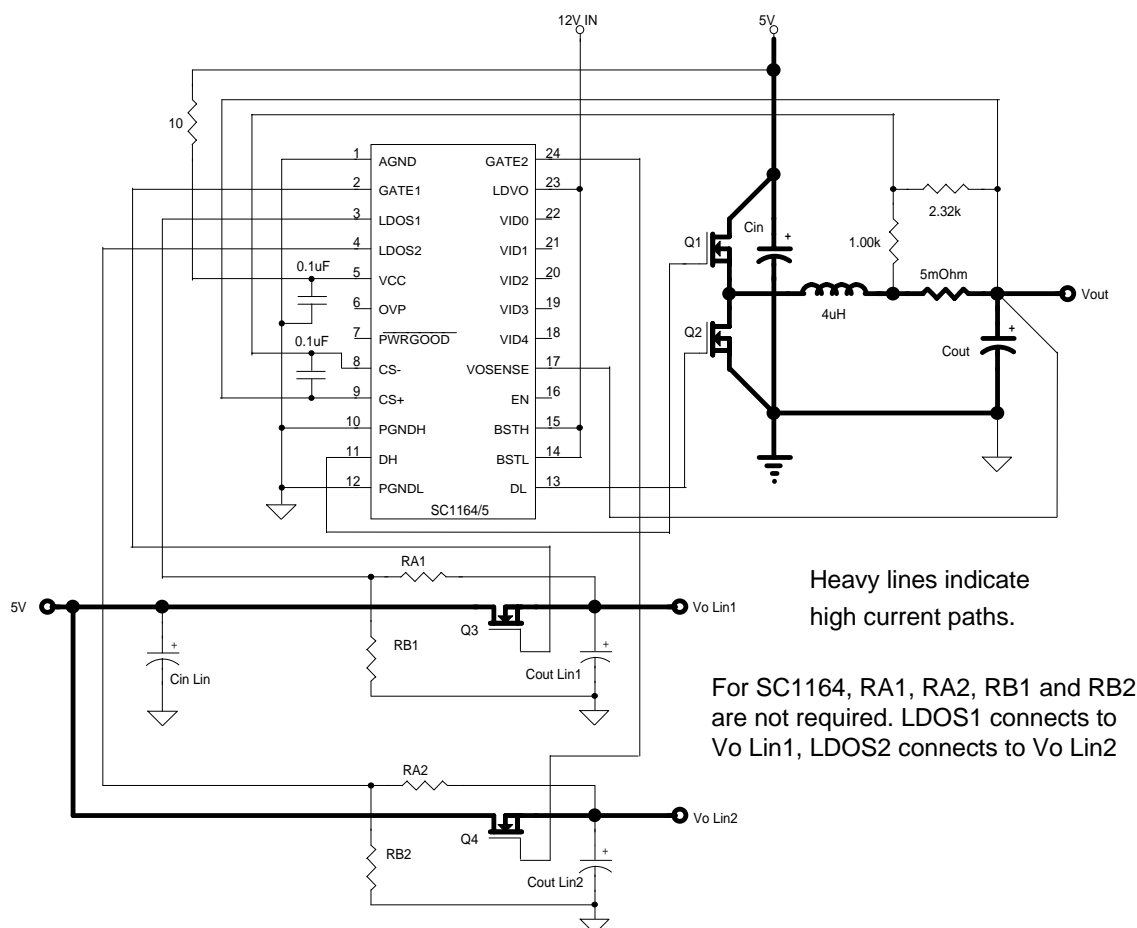 12V IN
5V
10
1
AGND
GATE2
24
2
GATE1
LDVO
23
3
LDOS1
VID0
22
4
LDOS2
VID1
21
0.1uF
5
VCC
VID2
20
6
OVP
VID3
19
7
PWRGOOD
VID4
18
0.1uF
8
CS-
VOSENSE
17
9
CS+
EN
16
10
PGNDH
BSTH
15
11
DH
BSTL
14
12
PGNDL
DL
13
SC1164/5
Q1
Cin
+
1.00k
2.32k
5mOhm
4uH
Vout
Q2
Cout
+
RA1
5V
Q3
Vo Lin1
+
Cin Lin
RB1
Cout Lin1
+
Heavy lines indicate
high current paths.
For SC1164, RA1, RA2, RB1 and RB2
are not required. LDOS1 connects to
Vo Lin1, LDOS2 connects to Vo Lin2
RA2
Q4
Vo Lin2
RB2
Cout Lin2
+